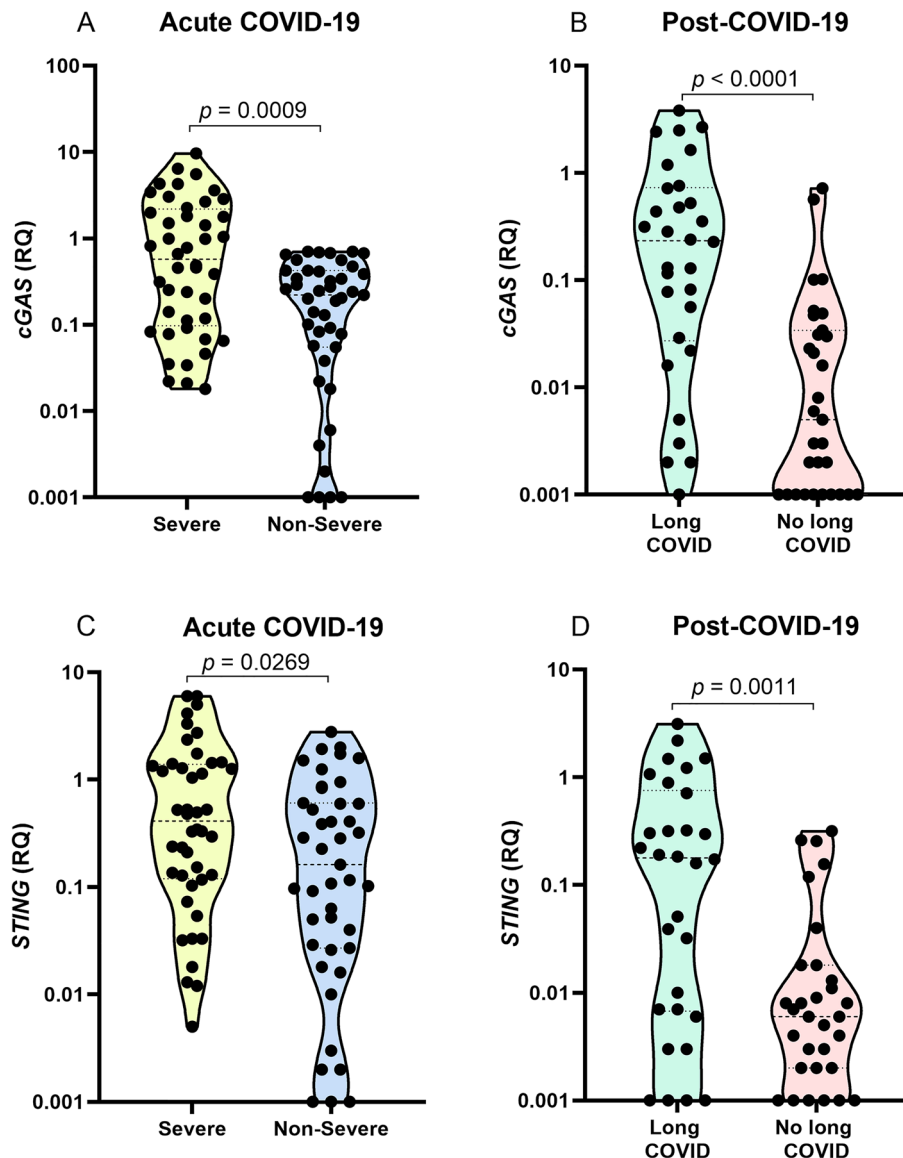 A
Acute COVID-19
100
10
1
0.1
0.01
0.001
cGAS (RQ)
p = 0.0009
Severe
Non-Severe
B
Post-COVID-19
10
1
0.1
0.01
0.001
cGAS (RQ)
p < 0.0001
Long
COVID
No long
COVID
C
Acute COVID-19
10
1
0.1
0.01
0.001
STING (RQ)
p = 0.0269
Severe
Non-Severe
D
Post-COVID-19
10
1
0.1
0.01
0.001
STING (RQ)
p = 0.0011
Long
COVID
No long
COVID